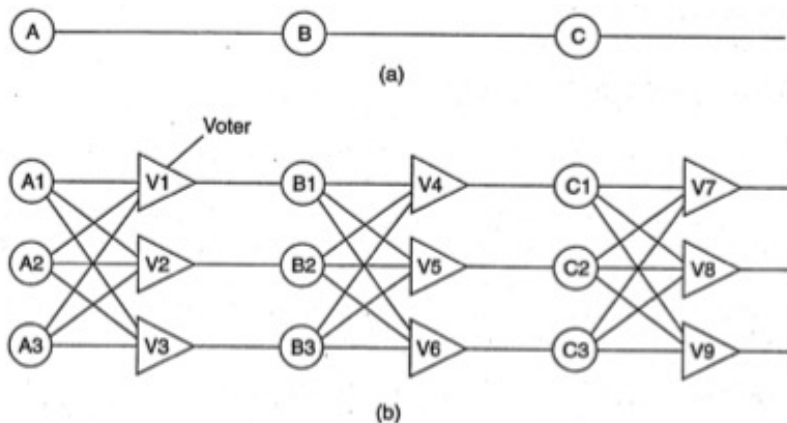 A B C
(a)
Voter
A1 V1 B1 V4 C1 V7
A2 V2 B2 V5 C2 V8
A3 V3 B3 V6 C3 V9
(b)